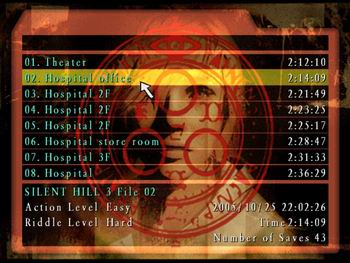 01. Theater 2:12:10
02. Hospital office 2:14:09
03. Hospital 2F 2:21:49
04. Hospital 2F 2:23:25
05. Hospital 2F 2:25:17
06. Hospital store room 2:28:47
07. Hospital 3F 2:31:33
08. Hospital 2:36:29
SILENT HILL 3 File 02
Action Level Easy 2005/10/25 22:02:26
Riddle Level Hard Time 2:14:09
Number of Saves 43